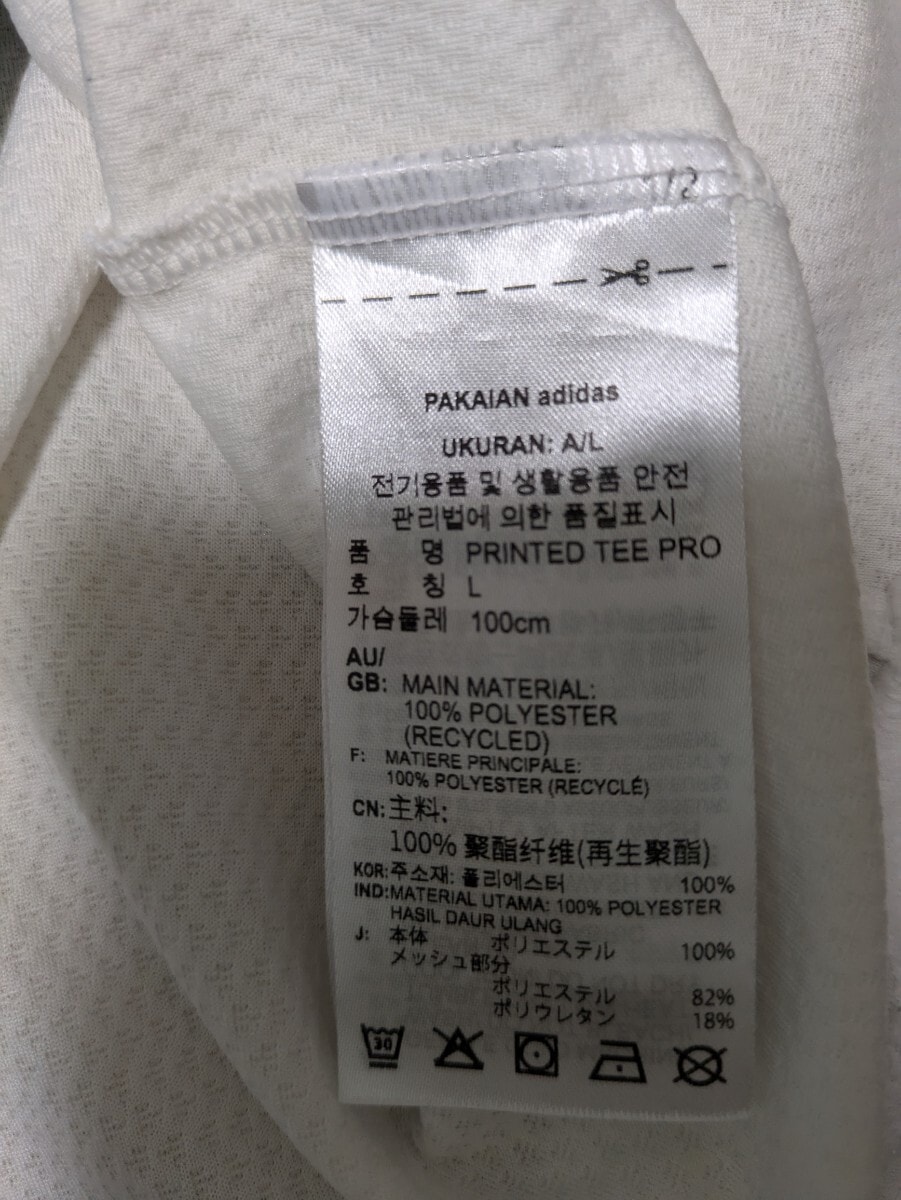 12
PAKAIAN adidas
UKURAN: A/L
전기용품 및 생활용품 안전
관리법에 의한 품질표시
품 명 PRINTED TEE PRO
호 칭 L
가슴둘레 100cm
AU/
GB: MAIN MATERIAL:
100% POLYESTER
(RECYCLED)
F: MATIERE PRINCIPALE:
100% POLYESTER (RECYCLÉ)
CN: 主料:
100% 聚酯纤维(再生聚酯)
KOR: 주소재: 폴리에스터 100%
IND: MATERIAL UTAMA: 100% POLYESTER
HASIL DAUR ULANG
J: 本体 ポリエステル 100%
メッシュ部分
ポリエステル 82%
ポリウレタン 18%
30